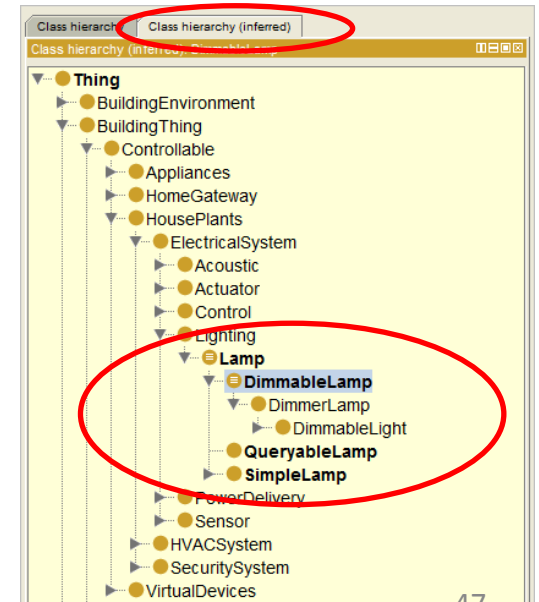 Class hierarchy Class hierarchy (inferred)
Class hierarchy (inferred): DimmableLamp
Thing
BuildingEnvironment
BuildingThing
Controllable
Appliances
HomeGateway
HousePlants
ElectricalSystem
Acoustic
Actuator
Control
Lighting
Lamp
DimmableLamp
DimmerLamp
DimmableLight
QueryableLamp
SimpleLamp
PowerDelivery
Sensor
HVACSystem
SecuritySystem
VirtualDevices
47